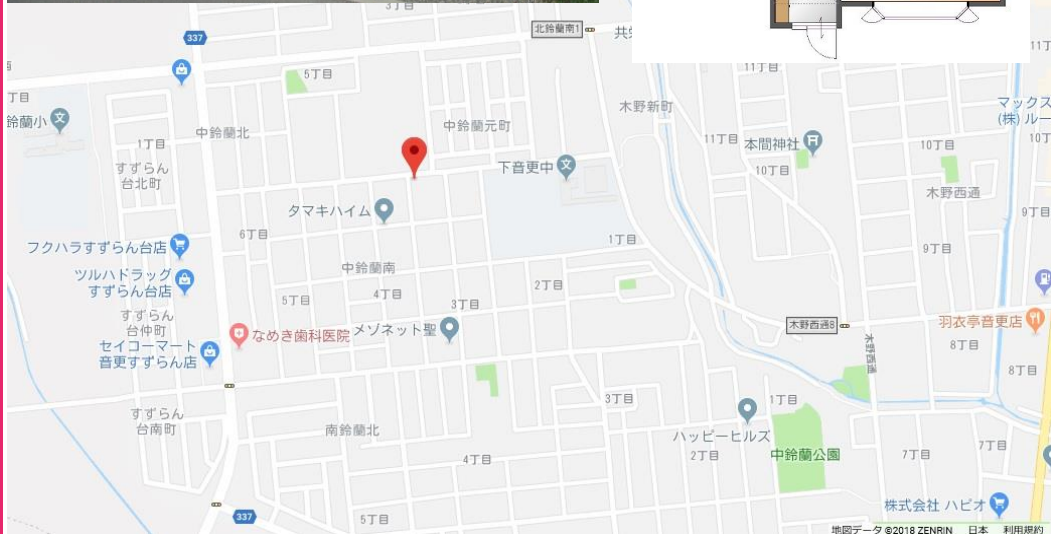 3丁目
337
北鈴蘭南1
11丁目
5丁目
マックス
(株) ルー
丁目
鈴蘭小
1丁目
中鈴蘭北
中鈴蘭元町
木野新町
11丁目
本間神社
10丁目
10丁目
すずらん
台北町
下音更中
木野西通
タマキハイム
9丁目
6丁目
1丁目
フクハラすずらん台店
9丁目
中鈴蘭南
ツルハドラッグ
すずらん台店
2丁目
5丁目
4丁目
3丁目
すずらん
台仲町
なめき歯科医院
メゾネット聖
木野西通8
羽衣亭音更店
セイコーマート
音更すずらん店
木野西通
8丁目
8丁目
3丁目
1丁目
すずらん
台南町
南鈴蘭北
ハッピーヒルズ
2丁目
中鈴蘭公園
4丁目
7丁目
7丁目
株式会社 ハピオ
337
5丁目
地図データ ©2018 ZENRIN 日本 利用規約